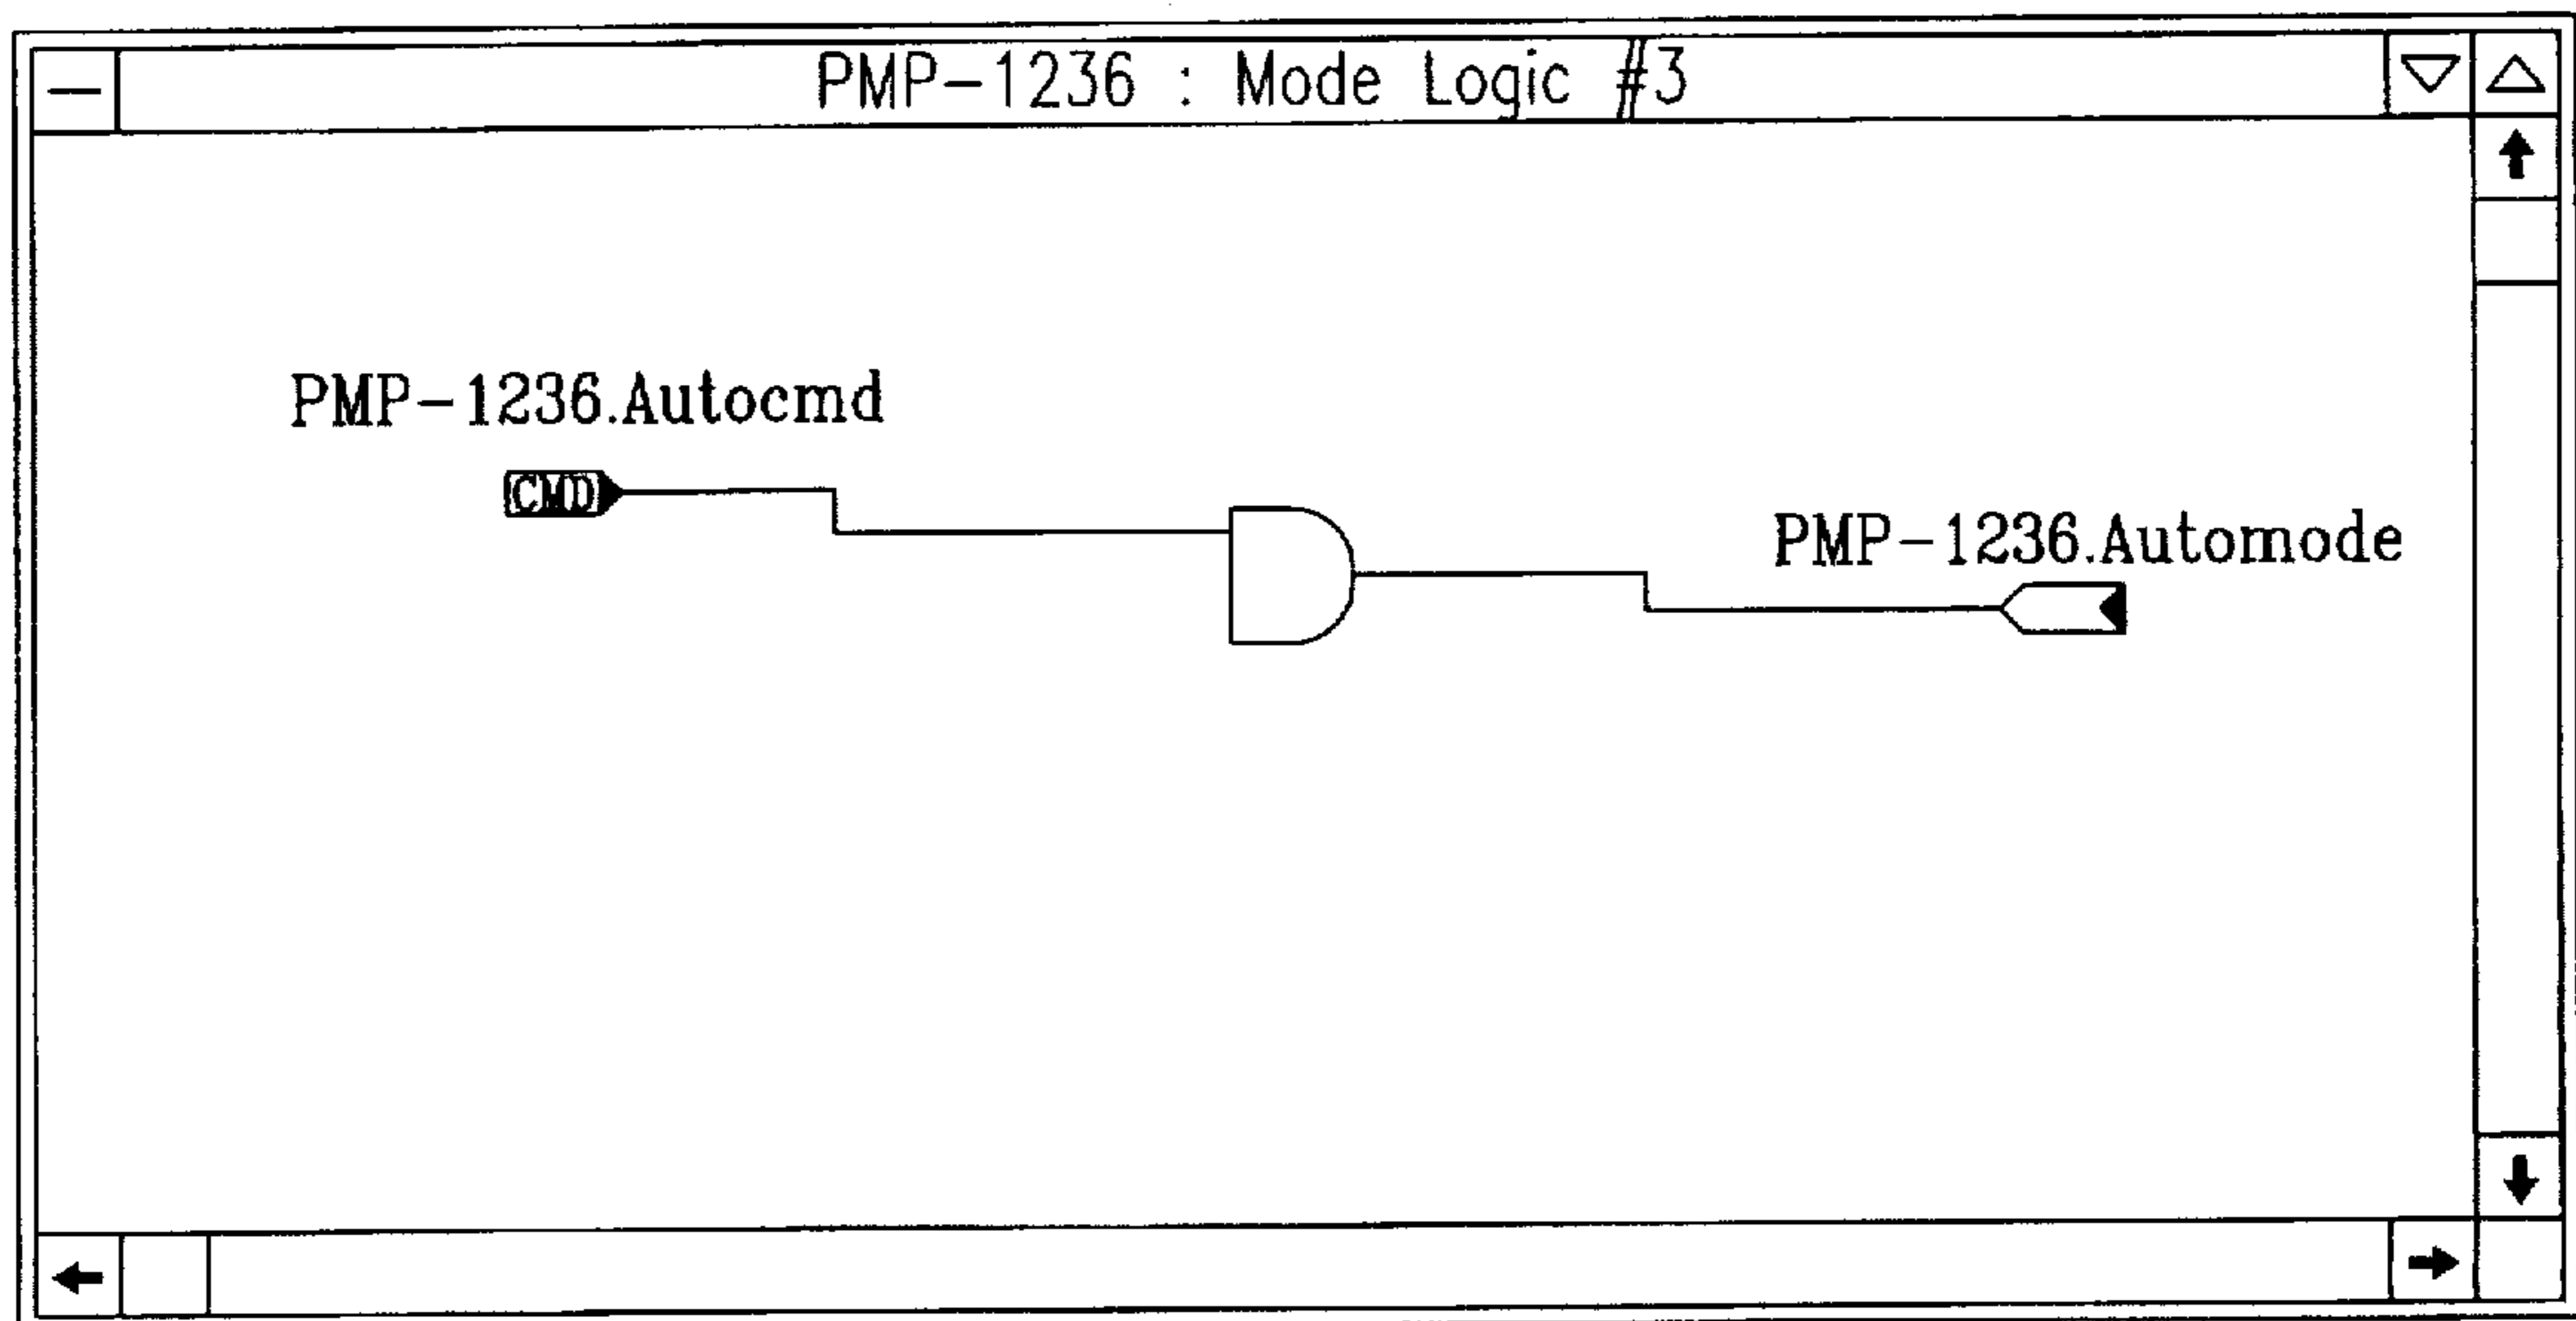 PMP-1236 : Mode Logic #3
PMP-1236.Autocmd
CMD
PMP-1236.Automode